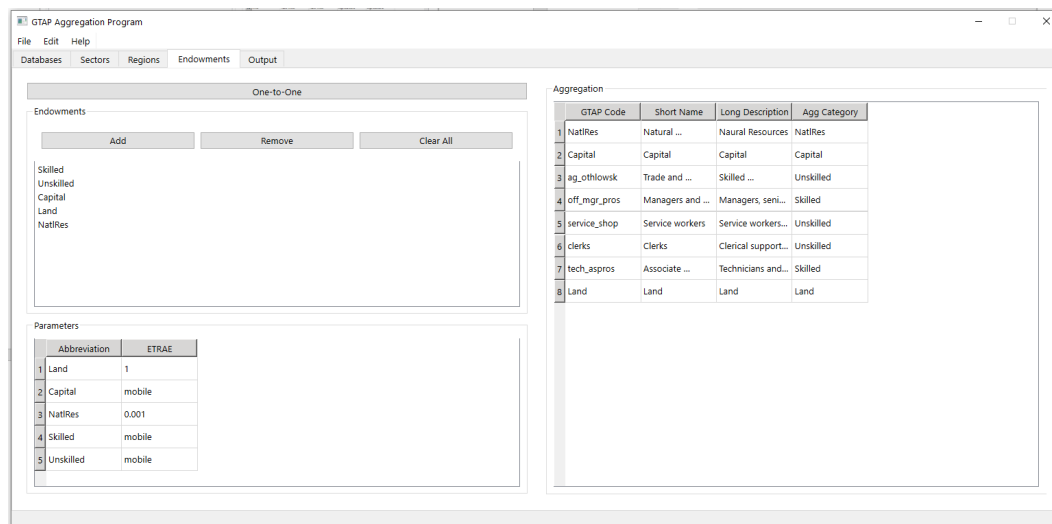 GTAP Aggregation Program
File Edit Help
Databases Sectors Regions Endowments Output
One-to-One
Endowments
Add Remove Clear All
Skilled
Unskilled
Capital
Land
NatlRes
Parameters
Abbreviation ETRAE
1 Land 1
2 Capital mobile
3 NatlRes 0.001
4 Skilled mobile
5 Unskilled mobile
Aggregation
GTAP Code Short Name Long Description Agg Category
1 NatlRes Natural ... Naural Resources NatlRes
2 Capital Capital Capital Capital
3 ag_othlowsk Trade and ... Skilled ... Unskilled
4 off_mgr_pros Managers and ... Managers, seni... Skilled
5 service_shop Service workers Service workers... Unskilled
6 clerks Clerks Clerical support... Unskilled
7 tech_aspros Associate ... Technicians and... Skilled
8 Land Land Land Land